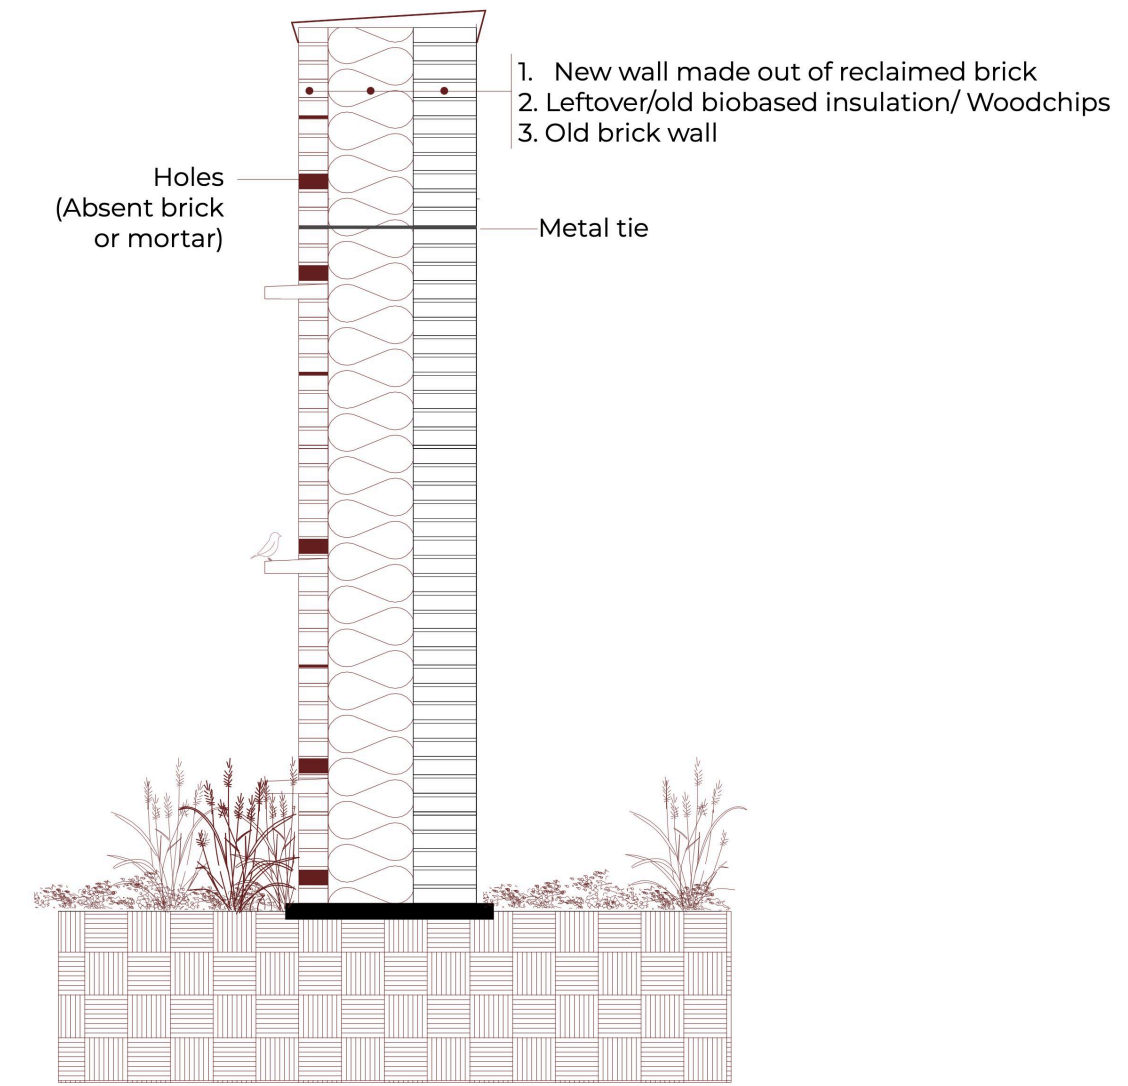 1. New wall made out of reclaimed brick
2. Leftover/old biobased insulation/ Woodchips
3. Old brick wall
Holes
(Absent brick
or mortar)
Metal tie